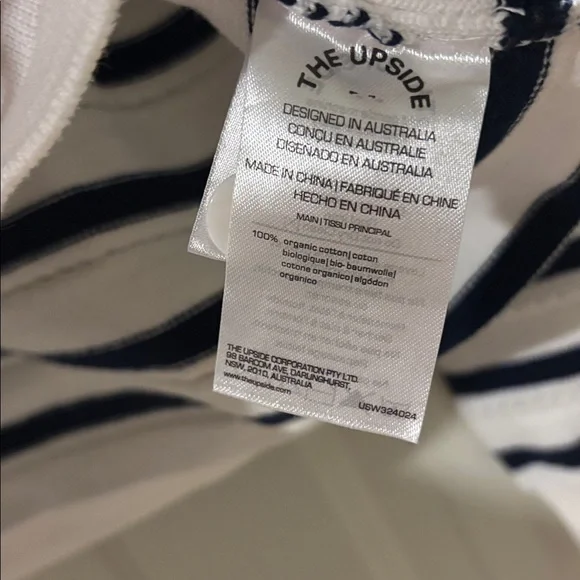 THE UPSIDE
DESIGNED IN AUSTRALIA
CONÇU EN AUSTRALIE
DISENADO EN AUSTRALIA
MADE IN CHINA | FABRIQUÉ EN CHINE
HECHO EN CHINA
MAIN | TISSU PRINCIPAL
100% organic cotton | coton
biologique | bio- baumwolle |
cotone organico | algódon
organico
THE UPSIDE CORPORATION PTY LTD.
98 BARCOM AVE, DARLINGHURST,
NSW, 2010, AUSTRALIA
www.theupside.com
USW324024